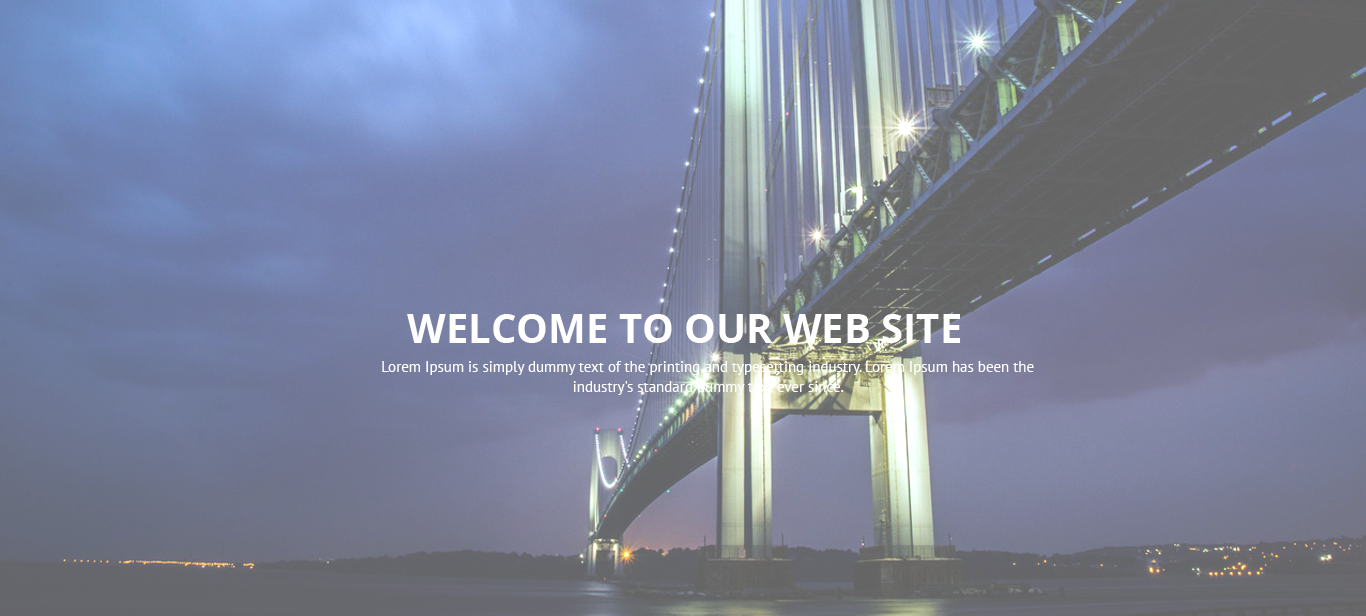 WELCOME TO OUR WEB SITE
Lorem Ipsum is simply dummy text of the printing and typesetting industry. Lorem Ipsum has been the
industry's standard dummy text ever since.